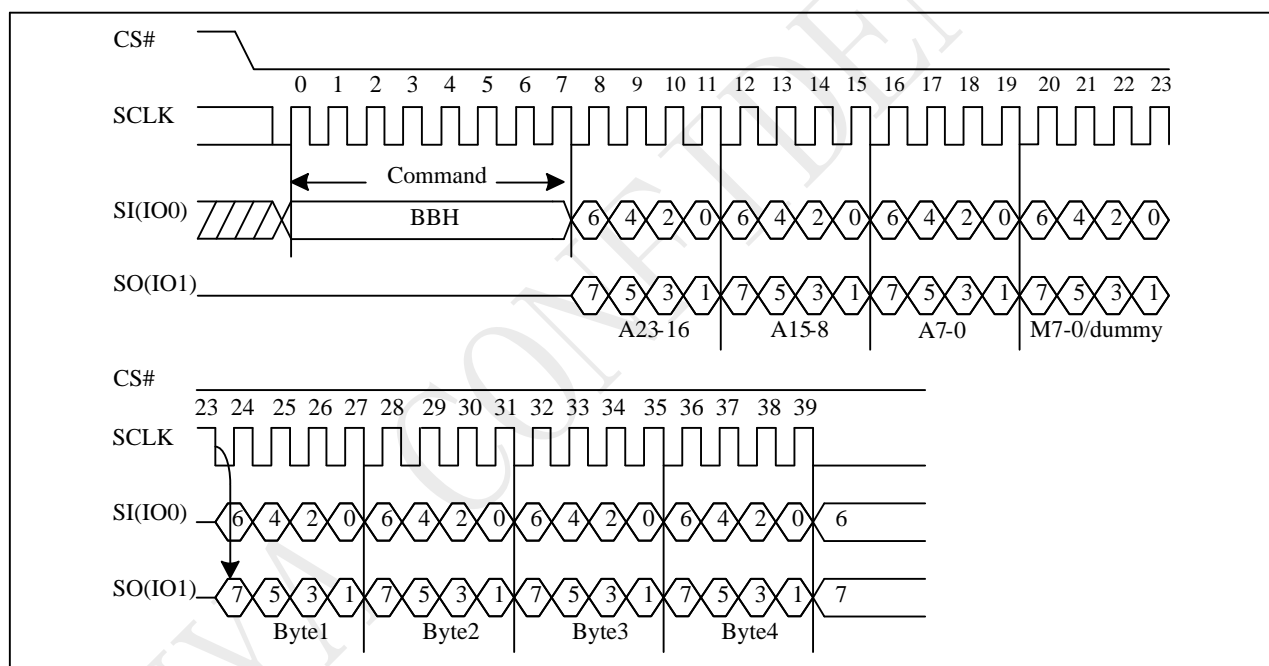 CS#
0 1 2 3 4 5 6 7 8 9 10 11 12 13 14 15 16 17 18 19 20 21 22 23
SCLK
Command
SI(IO0) BBH 6 4 2 0 6 4 2 0 6 4 2 0 6 4 2 0
SO(IO1) 7 5 3 1 7 5 3 1 7 5 3 1 7 5 3 1
A23-16 A15-8 A7-0 M7-0/dummy
CS#
23 24 25 26 27 28 29 30 31 32 33 34 35 36 37 38 39
SCLK
SI(IO0) 6 4 2 0 6 4 2 0 6 4 2 0 6 4 2 0 6
SO(IO1) 7 5 3 1 7 5 3 1 7 5 3 1 7 5 3 1 7
Byte1 Byte2 Byte3 Byte4